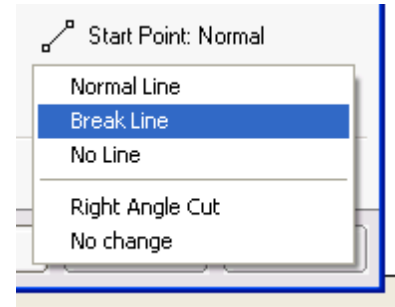 Start Point: Normal
Normal Line
Break Line
No Line
Right Angle Cut
No change